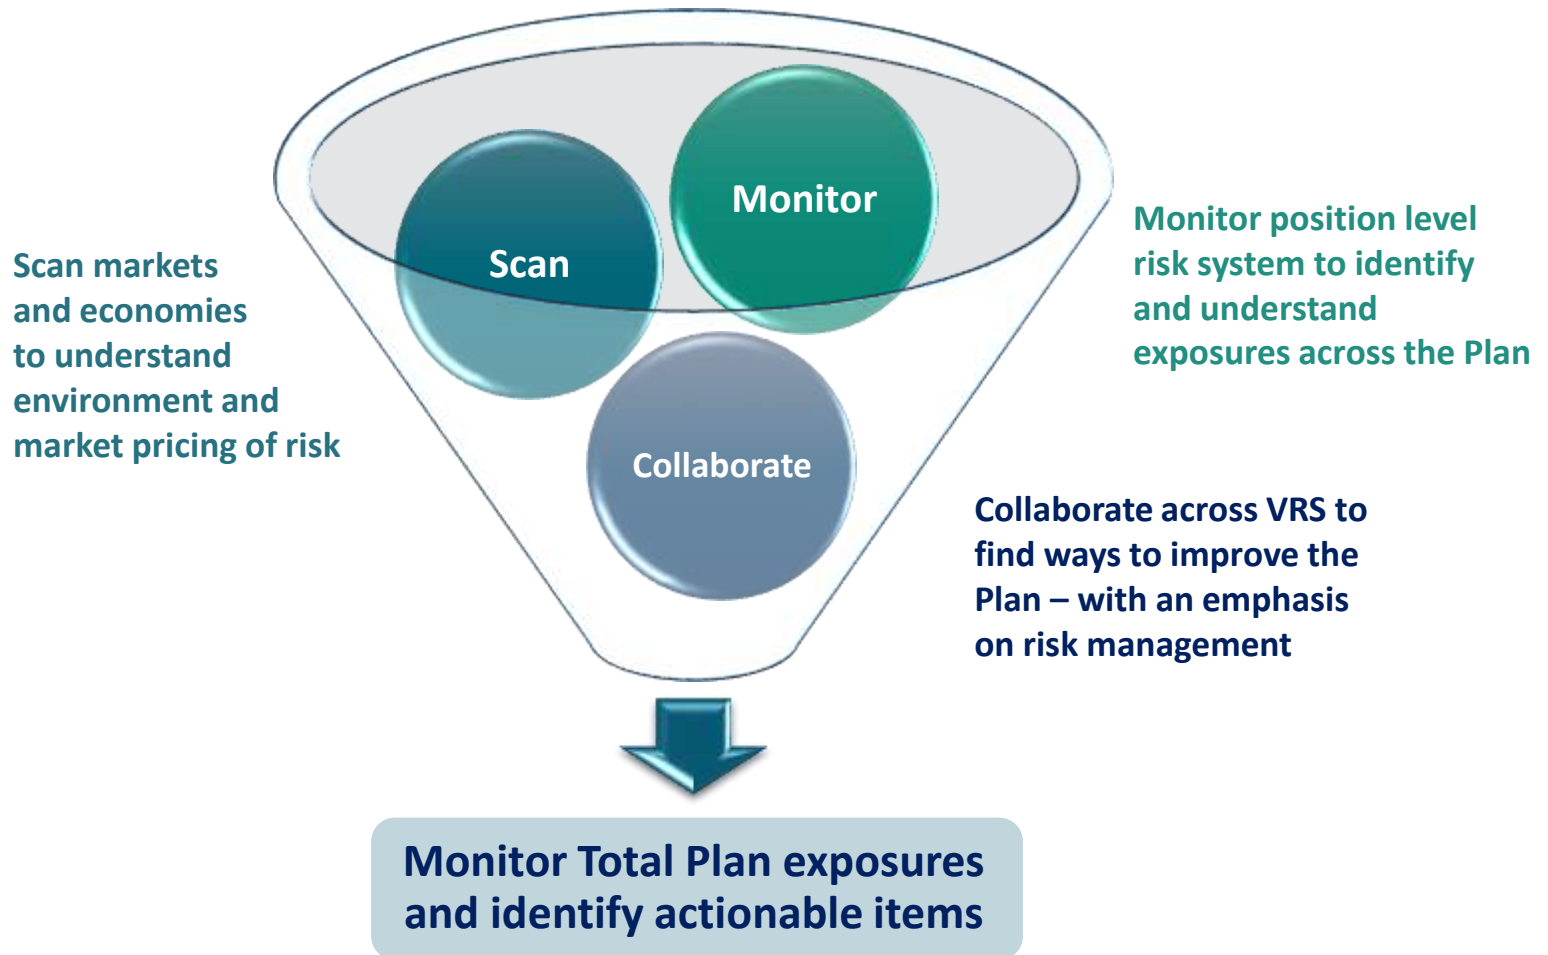 Monitor
Scan
Collaborate
Scan markets
and economies
to understand
environment and
market pricing of risk
Monitor position level
risk system to identify
and understand
exposures across the Plan
Collaborate across VRS to
find ways to improve the
Plan – with an emphasis
on risk management
Monitor Total Plan exposures
and identify actionable items